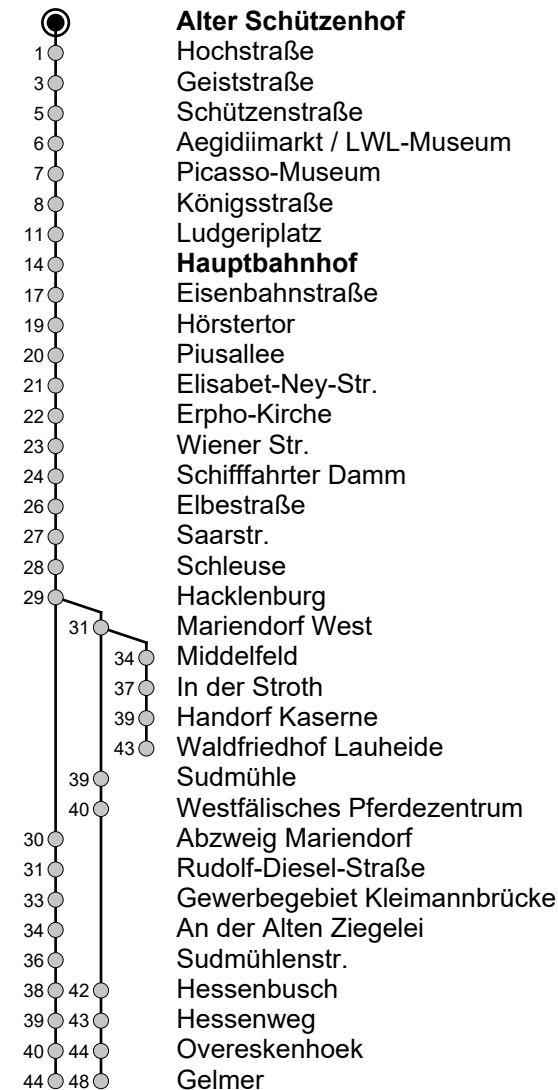 Alter Schützenhof
1 Hochstraße
3 Geiststraße
5 Schützenstraße
6 Aegidiimarkt / LWL-Museum
7 Picasso-Museum
8 Königsstraße
11 Ludgeriplatz
14 Hauptbahnhof
17 Eisenbahnstraße
19 Hörstertor
20 Piusallee
21 Elisabet-Ney-Str.
22 Erpho-Kirche
23 Wiener Str.
24 Schifffahrter Damm
26 Elbestraße
27 Saarstr.
28 Schleuse
29 Hacklenburg
31 Mariendorf West
34 Middelfeld
37 In der Stroth
39 Handorf Kaserne
43 Waldfriedhof Lauheide
39 Sudmühle
40 Westfälisches Pferdezentrum
30 Abzweig Mariendorf
31 Rudolf-Diesel-Straße
33 Gewerbegebiet Kleimannbrücke
34 An der Alten Ziegelei
36 Sudmühlenstr.
38 42 Hessenbusch
39 43 Hessenweg
40 44 Overeskenhoek
44 48 Gelmer